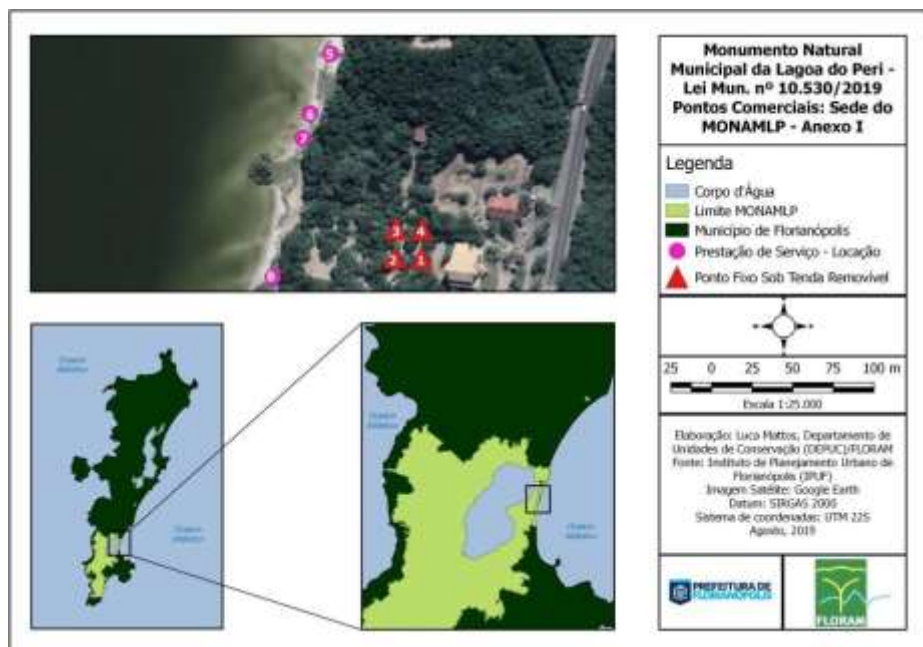 5
6
7
8
3 4
2 1
Monumento Natural
Municipal da Lagoa do Peri -
Lei Mun. nº 10.530/2019
Pontos Comerciais: Sede do
MONAMLP - Anexo I
Legenda
Corpo d'Àgua
Limite MONAMLP
Município de Florianópolis
Prestação de Serviço - Locação
Ponto Fixo Sob Tenda Removível
25 0 25 50 75 100 m
Escala 1:25.000
Elaboração: Luca Mattos, Departamento de
Unidades de Conservação (DEPUC)/FLORAM
Fonte: Instituto de Planejamento Urbano de
Florianópolis (IPUF)
Imagem Satélite: Google Earth
Datum: SIRGAS 2000
Sistema de coordenadas: UTM 22S
Agosto, 2019
PREFEITURA DE
FLORIANÓPOLIS
FLORAM